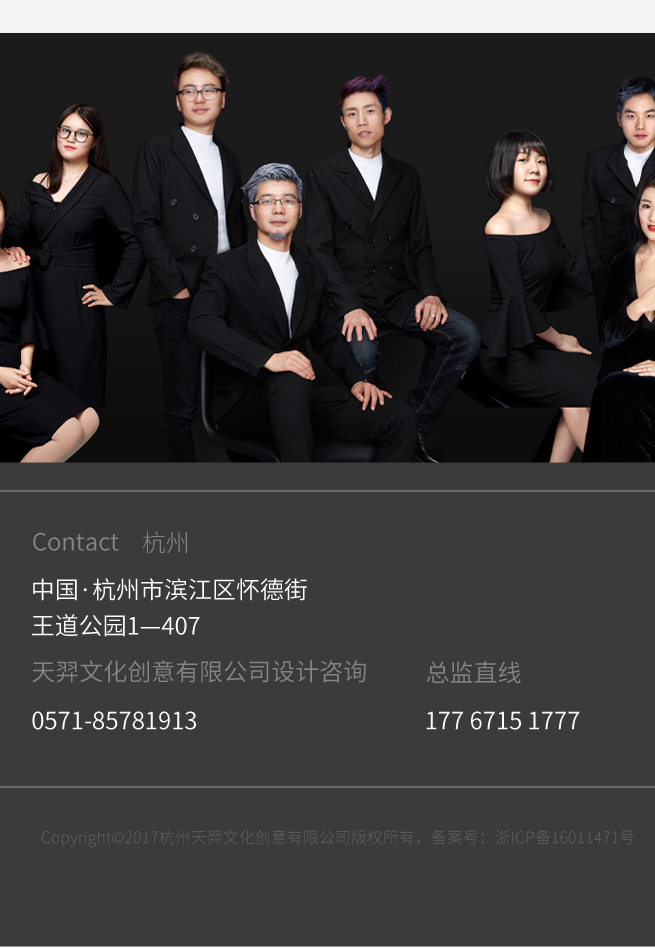 Contact 杭州
中国·杭州市滨江区怀德街
王道公园1—407
天羿文化创意有限公司设计咨询 总监直线
0571-85781913 177 6715 1777
Copyright©2017杭州天羿文化创意有限公司版权所有，备案号：浙ICP备16011471号